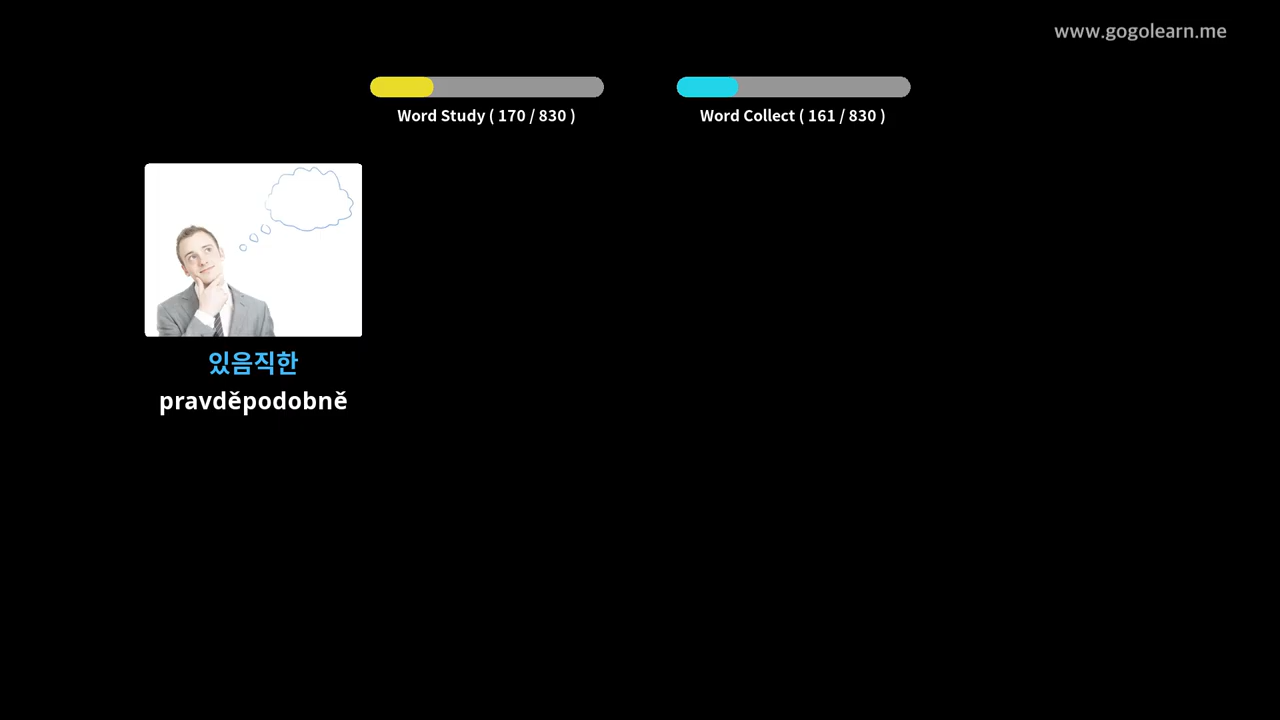 www.gogolearn.me
Word Study ( 170 / 830 )
Word Collect ( 161 / 830 )
있음직한
pravděpodobně